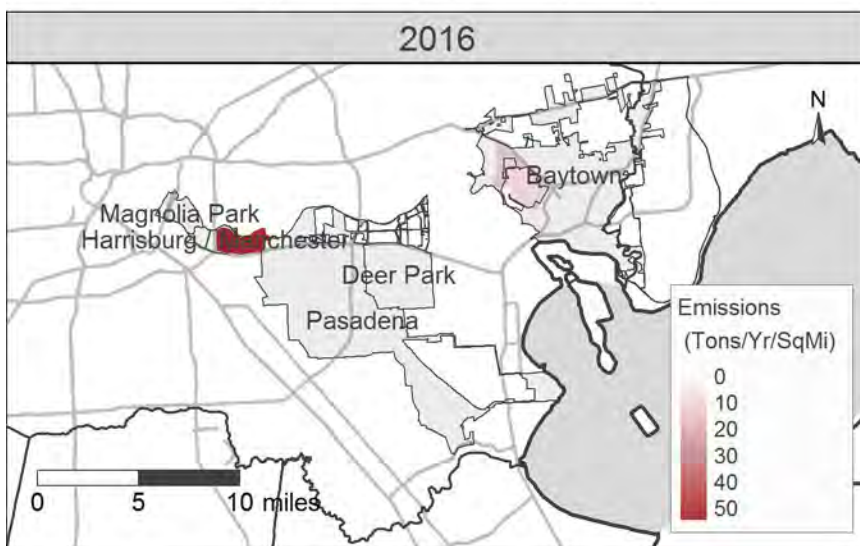 2016
N
Baytown
Magnolia Park
Harrisburg / Manchester
Deer Park
Pasadena
Emissions
(Tons/Yr/SqMi)
0
10
20
30
40
50
0 5 10 miles